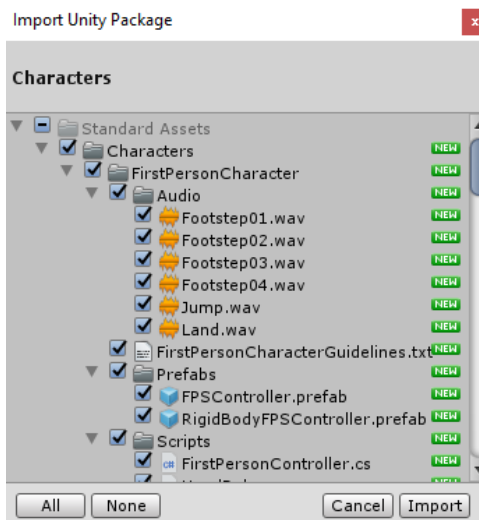 Import Unity Package
x
Characters
Standard Assets
Characters NEW
FirstPersonCharacter NEW
Audio NEW
Footstep01.wav NEW
Footstep02.wav NEW
Footstep03.wav NEW
Footstep04.wav NEW
Jump.wav NEW
Land.wav NEW
FirstPersonCharacterGuidelines.txt NEW
Prefabs NEW
FPSController.prefab NEW
RigidBodyFPSController.prefab NEW
Scripts NEW
c# FirstPersonController.cs NEW
All None Cancel Import